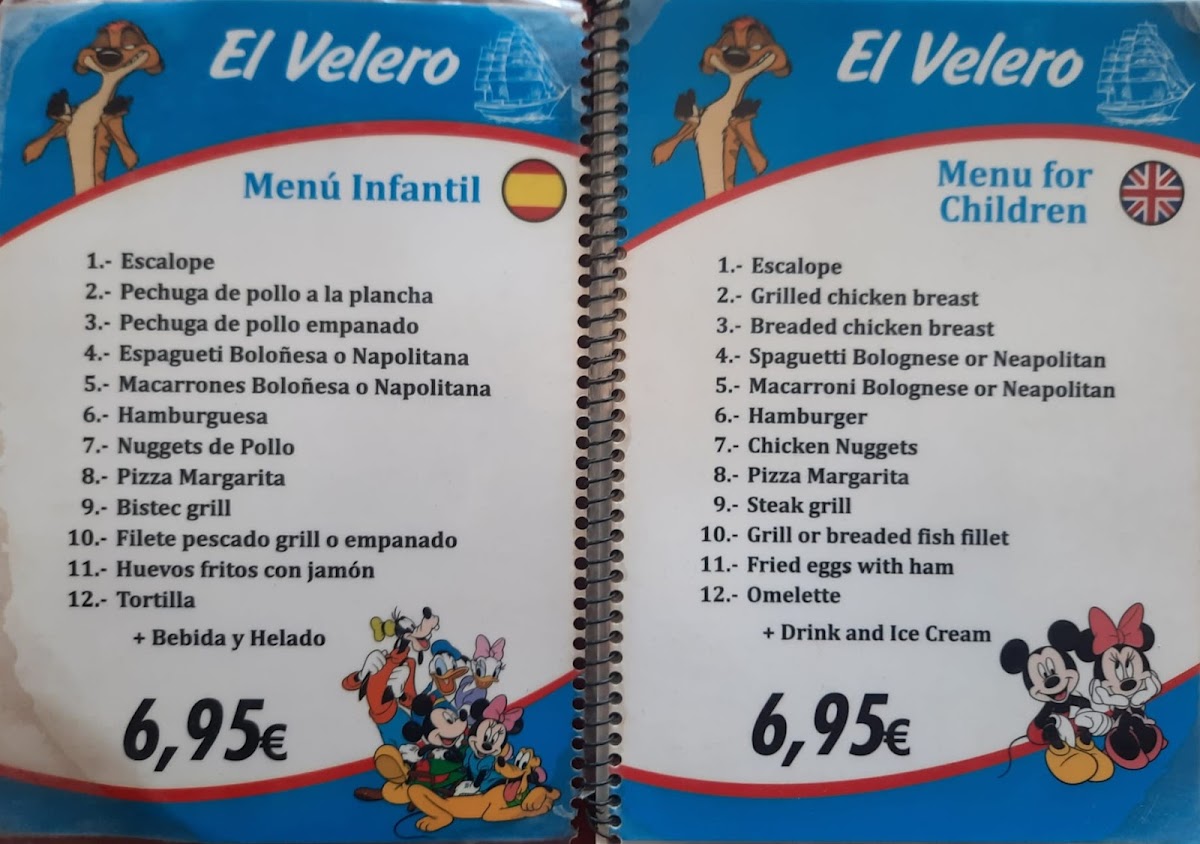 El Velero
Menú Infantil
1.- Escalope
2.- Pechuga de pollo a la plancha
3.- Pechuga de pollo empanado
4.- Espagueti Boloñesa o Napolitana
5.- Macarrones Boloñesa o Napolitana
6.- Hamburguesa
7.- Nuggets de Pollo
8.- Pizza Margarita
9.- Bistec grill
10.- Filete pescado grill o empanado
11.- Huevos fritos con jamón
12.- Tortilla
+ Bebida y Helado
6,95€
El Velero
Menu for
Children
1.- Escalope
2.- Grilled chicken breast
3.- Breaded chicken breast
4.- Spaguetti Bolognese or Neapolitan
5.- Macarroni Bolognese or Neapolitan
6.- Hamburger
7.- Chicken Nuggets
8.- Pizza Margarita
9.- Steak grill
10.- Grill or breaded fish fillet
11.- Fried eggs with ham
12.- Omelette
+ Drink and Ice Cream
6,95€